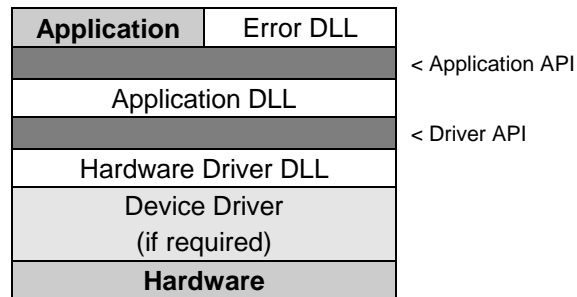 Application Error DLL
< Application API
Application DLL
< Driver API
Hardware Driver DLL
Device Driver
(if required)
Hardware